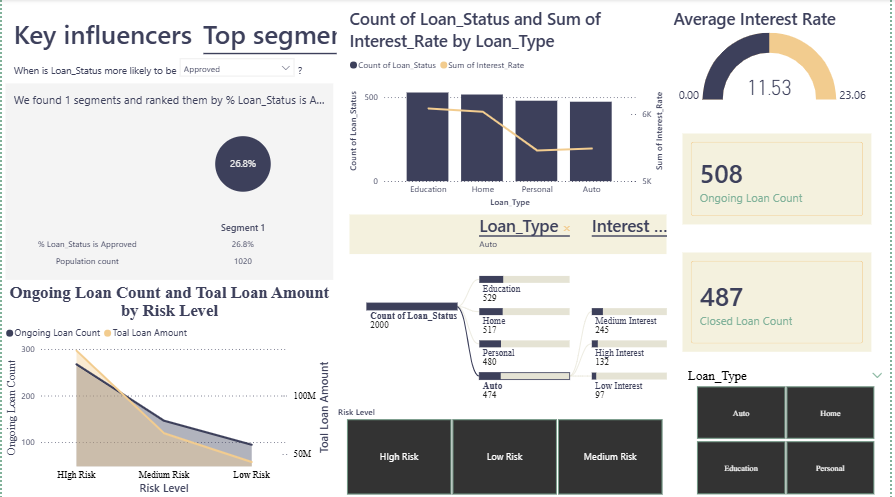 Key influencers Top segmen
When is Loan_Status more likely to be Approved ?
We found 1 segments and ranked them by % Loan_Status is A...
26.8%
Segment 1
% Loan_Status is Approved 26.8%
Population count 1020
Ongoing Loan Count and Toal Loan Amount
by Risk Level
Ongoing Loan Count Toal Loan Amount
300
200
100
100M
50M
Ongoing Loan Count
Toal Loan Amount
HIgh Risk Medium Risk Low Risk
Risk Level
Count of Loan_Status and Sum of
Interest_Rate by Loan_Type
Count of Loan_Status Sum of Interest_Rate
500
0
6K
5K
Count of Loan_Status
Sum of Interest_Rate
Education Home Personal Auto
Loan_Type
Loan_Type × Interest ...
Auto
Count of Loan_Status
2000
Education
529
Home
517
Personal
480
Auto
474
Medium Interest
245
High Interest
132
Low Interest
97
Risk Level
HIgh Risk Low Risk Medium Risk
Average Interest Rate
11.53
0.00 23.06
508
Ongoing Loan Count
487
Closed Loan Count
Loan_Type
Auto Home
Education Personal